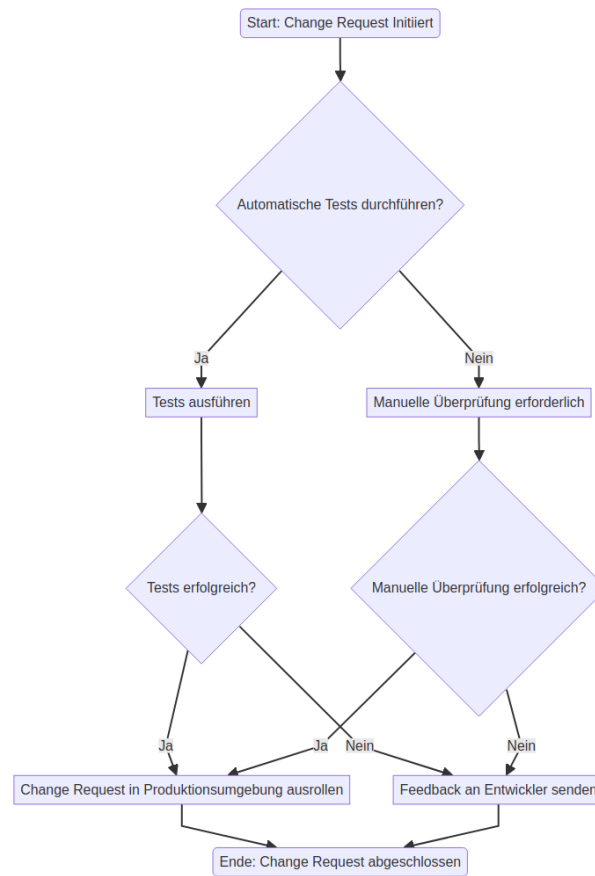 Start: Change Request Initiiert
Automatische Tests durchführen?
Ja
Nein
Tests ausführen
Manuelle Überprüfung erforderlich
Tests erfolgreich?
Manuelle Überprüfung erfolgreich?
Ja
Ja
Nein
Nein
Change Request in Produktionsumgebung ausrollen
Feedback an Entwickler senden
Ende: Change Request abgeschlossen